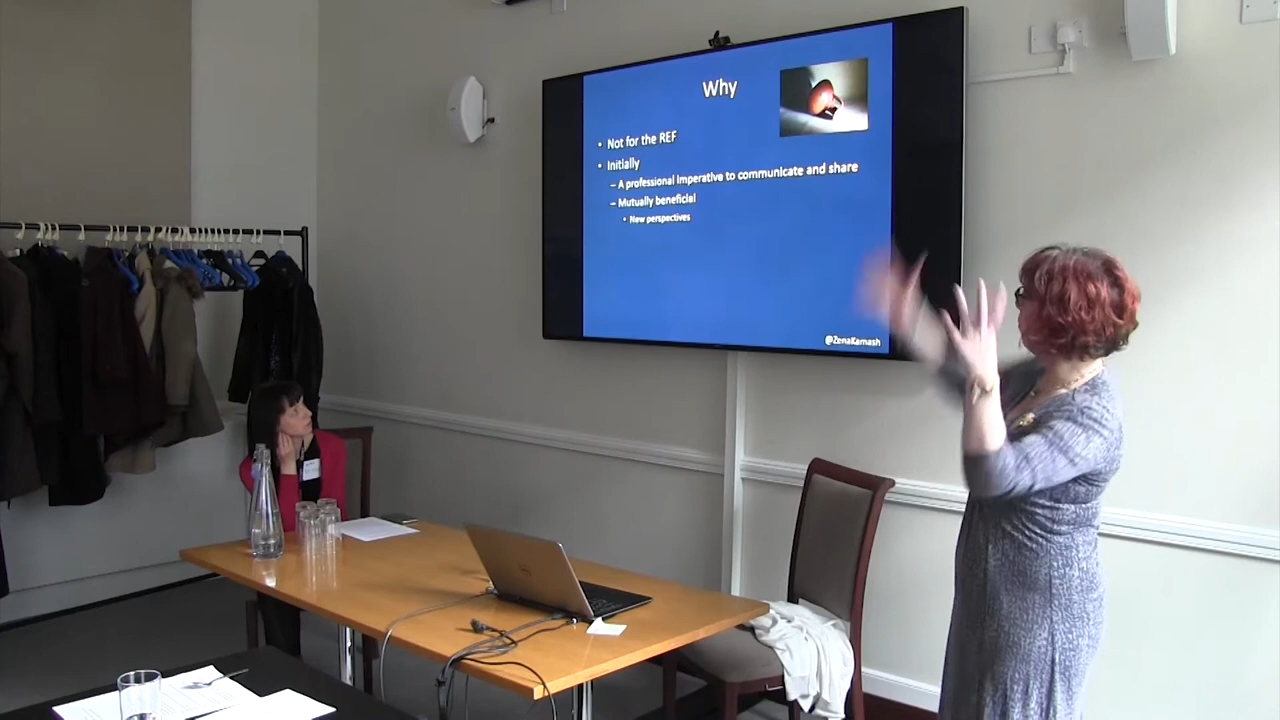 Why
• Not for the REF
• Initially
– A professional imperative to communicate and share
– Mutually beneficial
• New perspectives
@ZenaKamash